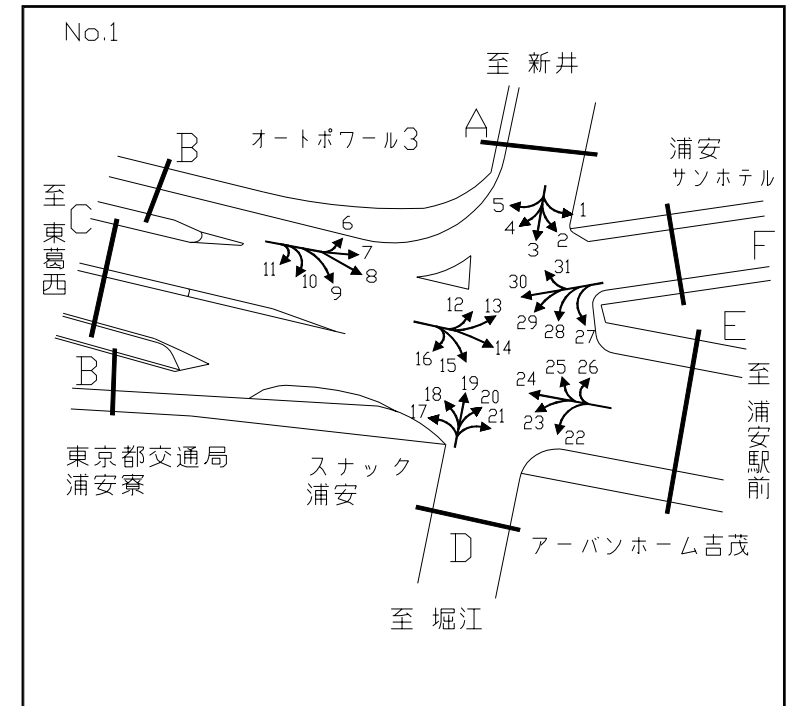 No.1
至 新井
オートポワール3
A
B
浦安
サンホテル
至
東
葛
西
C
F
E
B
至
浦
安
駅
前
東京都交通局
浦安寮
スナック
浦安
D
アーバンホーム吉茂
至 堀江
1
2
3
4
5
6
7
8
9
10
11
12
13
14
15
16
17
18
19
20
21
22
23
24
25
26
27
28
29
30
31